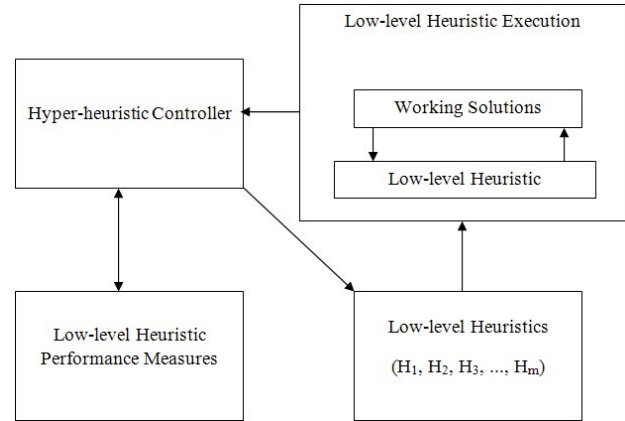 Low-level Heuristic Execution
Hyper-heuristic Controller
Working Solutions
Low-level Heuristic
Low-level Heuristic
Performance Measures
Low-level Heuristics
(H₁, H₂, H₃, ..., Hₘ)